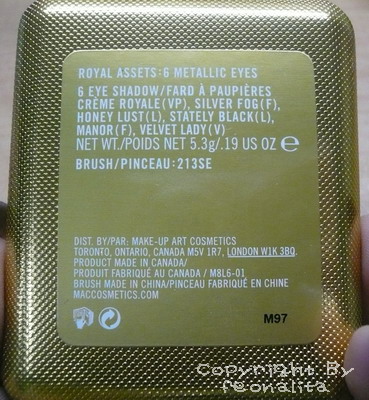 ROYAL ASSETS:6 METALLIC EYES
6 EYE SHADOW/FARD À PAUPIÈRES
CRÈME ROYALE(VP), SILVER FOG(F),
HONEY LUST(L), STATELY BLACK(L),
MANOR(F), VELVET LADY(V)
NET WT./POIDS NET 5.3g/.19 US OZ ℮
BRUSH/PINCEAU:213SE
DIST. BY/PAR: MAKE-UP ART COSMETICS
TORONTO, ONTARIO, CANADA M5V 1R7, LONDON W1K 3BQ.
PRODUCT MADE IN CANADA/
PRODUIT FABRIQUÉ AU CANADA / M8L6-01
BRUSH MADE IN CHINA/PINCEAU FABRIQUÉ EN CHINE
MACCOSMETICS.COM
M97
Copyright By
feonalita